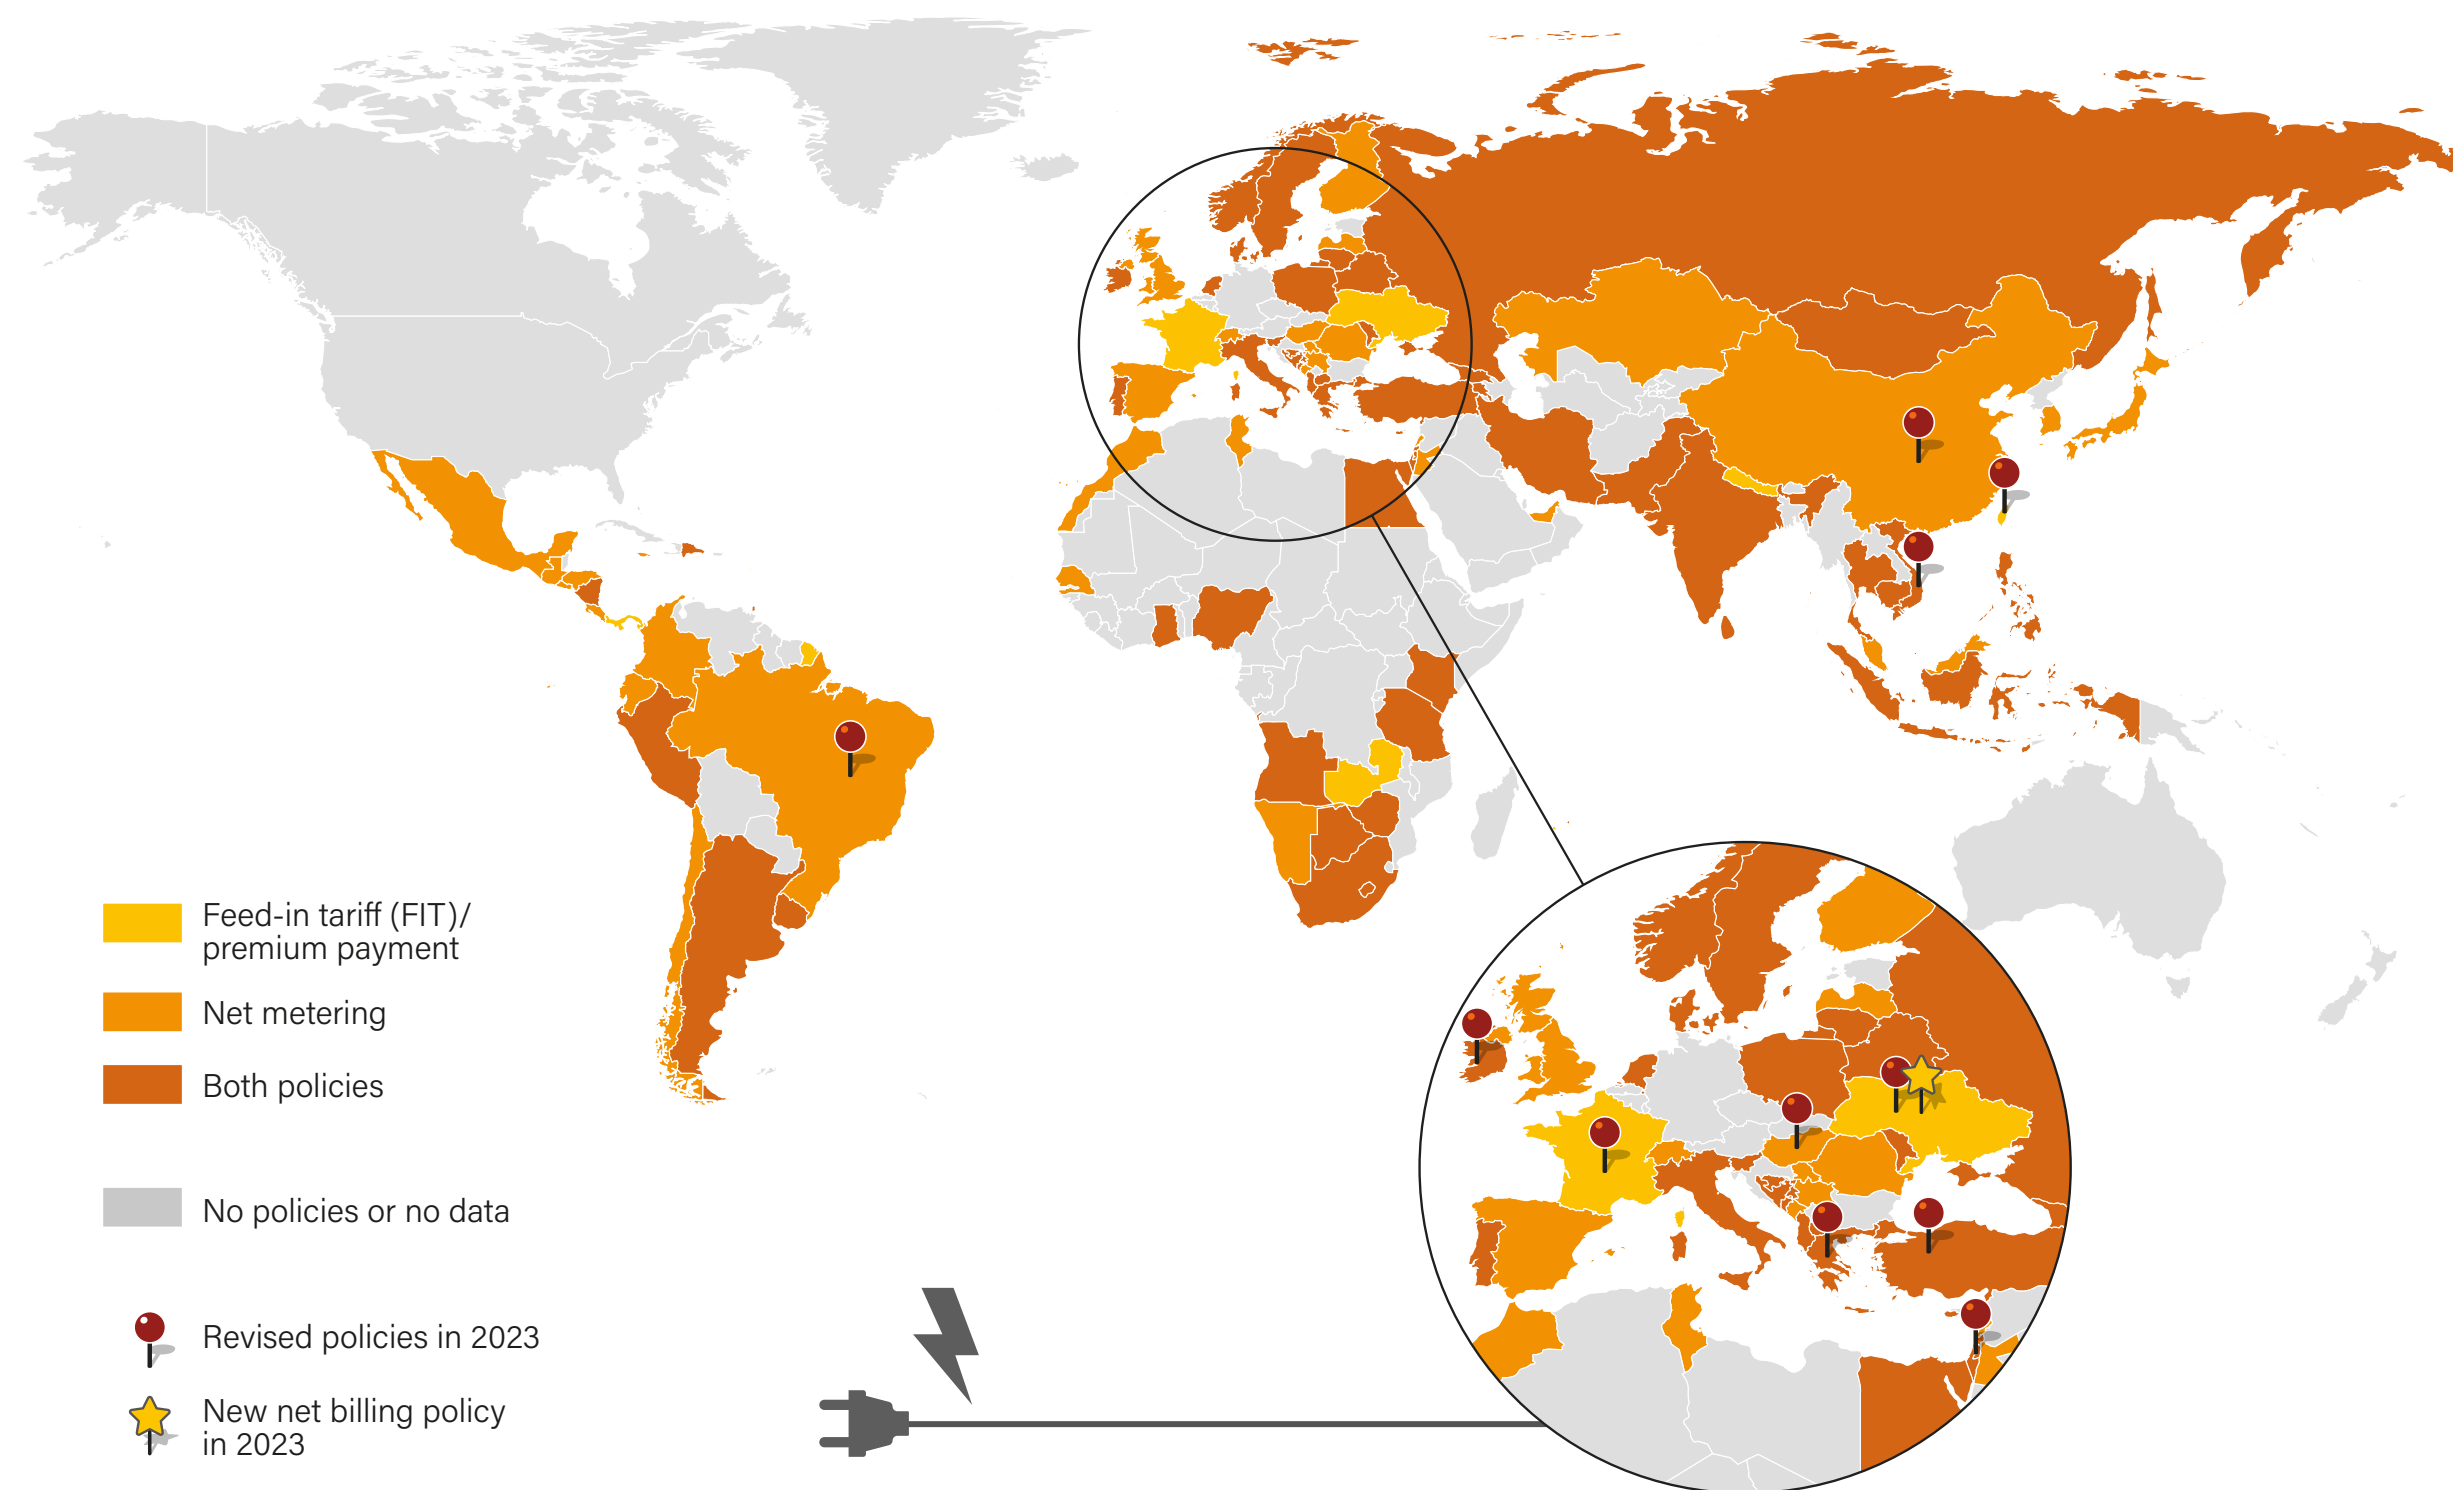 Feed-in tariff (FIT)/
premium payment
Net metering
Both policies
No policies or no data
Revised policies in 2023
New net billing policy
in 2023